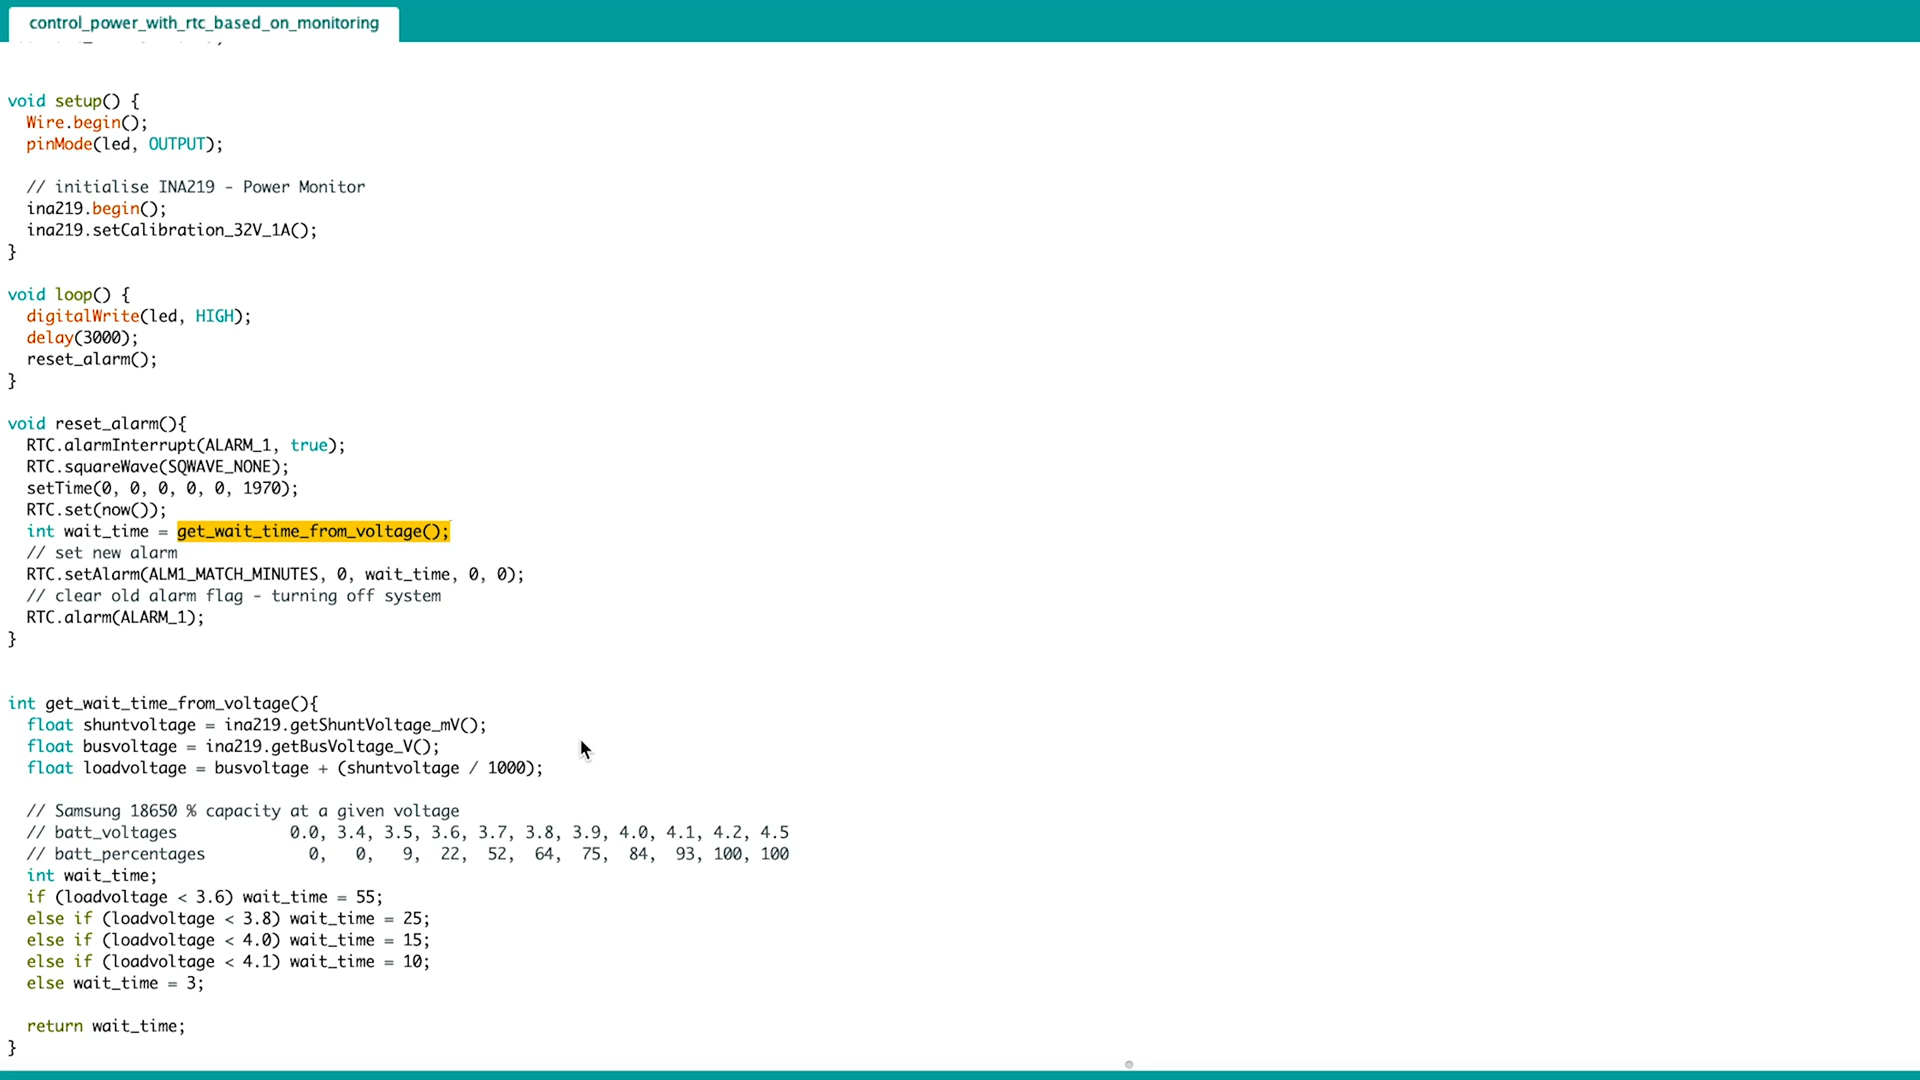 control_power_with_rtc_based_on_monitoring
void setup() {
  Wire.begin();
  pinMode(led, OUTPUT);
  // initialise INA219 - Power Monitor
  ina219.begin();
  ina219.setCalibration_32V_1A();
}
void loop() {
  digitalWrite(led, HIGH);
  delay(3000);
  reset_alarm();
}
void reset_alarm(){
  RTC.alarmInterrupt(ALARM_1, true);
  RTC.squareWave(SQWAVE_NONE);
  setTime(0, 0, 0, 0, 0, 1970);
  RTC.set(now());
  int wait_time = get_wait_time_from_voltage();
  // set new alarm
  RTC.setAlarm(ALM1_MATCH_MINUTES, 0, wait_time, 0, 0);
  // clear old alarm flag - turning off system
  RTC.alarm(ALARM_1);
}
int get_wait_time_from_voltage(){
  float shuntvoltage = ina219.getShuntVoltage_mV();
  float busvoltage = ina219.getBusVoltage_V();
  float loadvoltage = busvoltage + (shuntvoltage / 1000);
  // Samsung 18650 % capacity at a given voltage
  // batt_voltages            0.0, 3.4, 3.5, 3.6, 3.7, 3.8, 3.9, 4.0, 4.1, 4.2, 4.5
  // batt_percentages           0,   0,   9,  22,  52,  64,  75,  84,  93, 100, 100
  int wait_time;
  if (loadvoltage < 3.6) wait_time = 55;
  else if (loadvoltage < 3.8) wait_time = 25;
  else if (loadvoltage < 4.0) wait_time = 15;
  else if (loadvoltage < 4.1) wait_time = 10;
  else wait_time = 3;
  return wait_time;
}